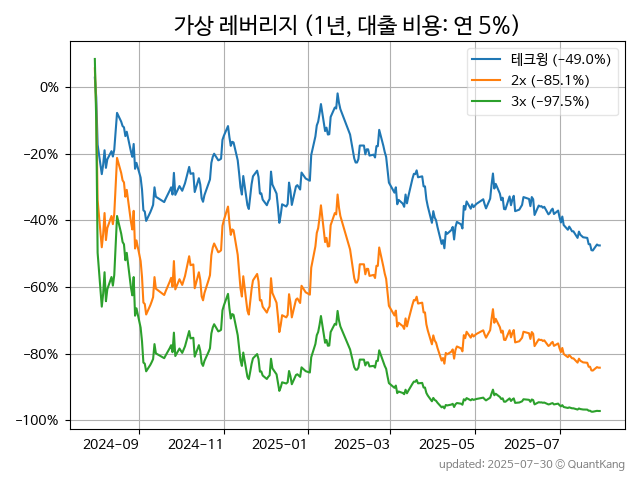 가상 레버리지 (1년, 대출 비용: 연 5%)
테크윙 (−49.0%)
2x (−85.1%)
3x (−97.5%)
0%
−20%
−40%
−60%
−80%
−100%
2024-09
2024-11
2025-01
2025-03
2025-05
2025-07
updated: 2025-07-30 © QuantKang